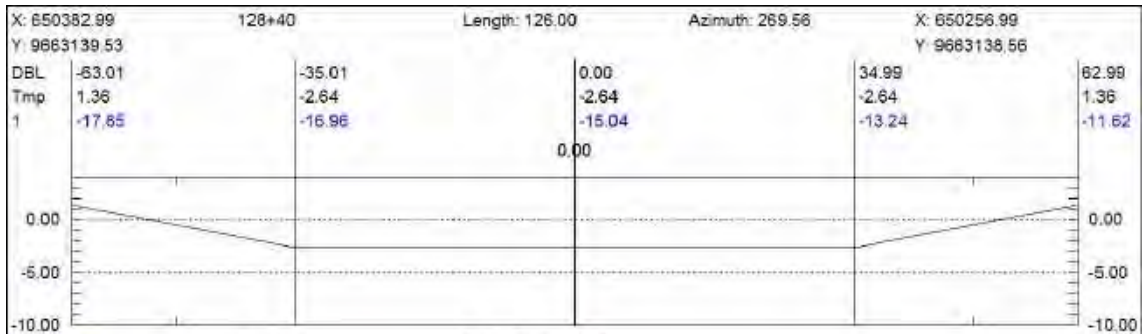 X: 650382.99 128+40 Length: 126.00 Azimuth: 269.56 X: 650256.99
Y: 9663139.53 Y: 9663138.56
DBL -63.01 -35.01 0.00 34.99 62.99
Tmp 1.36 -2.64 -2.64 -2.64 1.36
1 -17.85 -16.96 -15.04 -13.24 -11.62
0.00
0.00 0.00
-5.00 -5.00
-10.00 -10.00